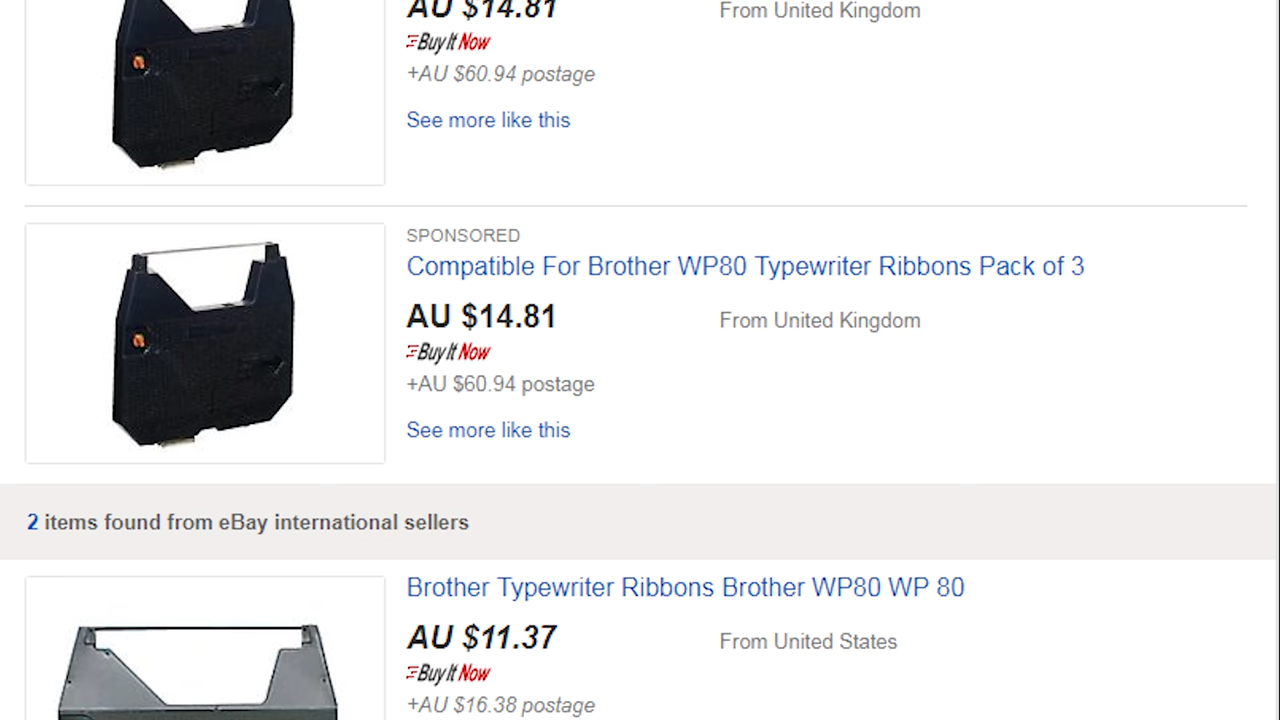 AU $14.81
From United Kingdom
Buy It Now
+AU $60.94 postage
See more like this
SPONSORED
Compatible For Brother WP80 Typewriter Ribbons Pack of 3
AU $14.81
From United Kingdom
Buy It Now
+AU $60.94 postage
See more like this
2 items found from eBay international sellers
Brother Typewriter Ribbons Brother WP80 WP 80
AU $11.37
From United States
Buy It Now
+AU $16.38 postage